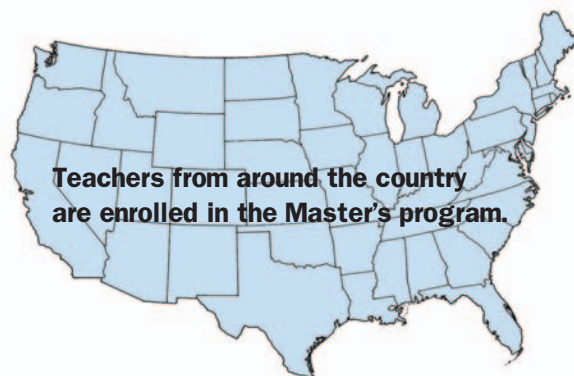 Teachers from around the country
are enrolled in the Master's program.